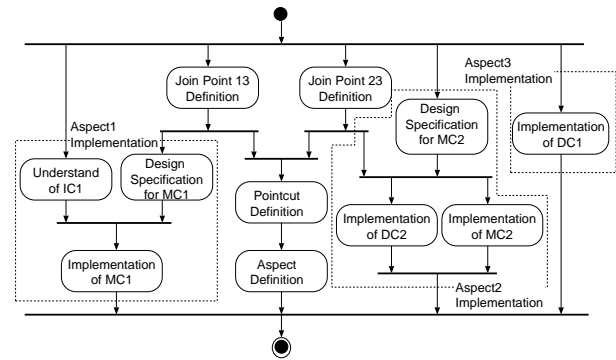 Aspect3
Implementation
Join Point 13
Definition
Join Point 23
Definition
Design
Specification
for MC2
Implementation
of DC1
Aspect1
Implementation
Understand
of IC1
Design
Specification
for MC1
Pointcut
Definition
Implementation
of DC2
Implementation
of MC2
Implementation
of MC1
Aspect
Definition
Aspect2
Implementation